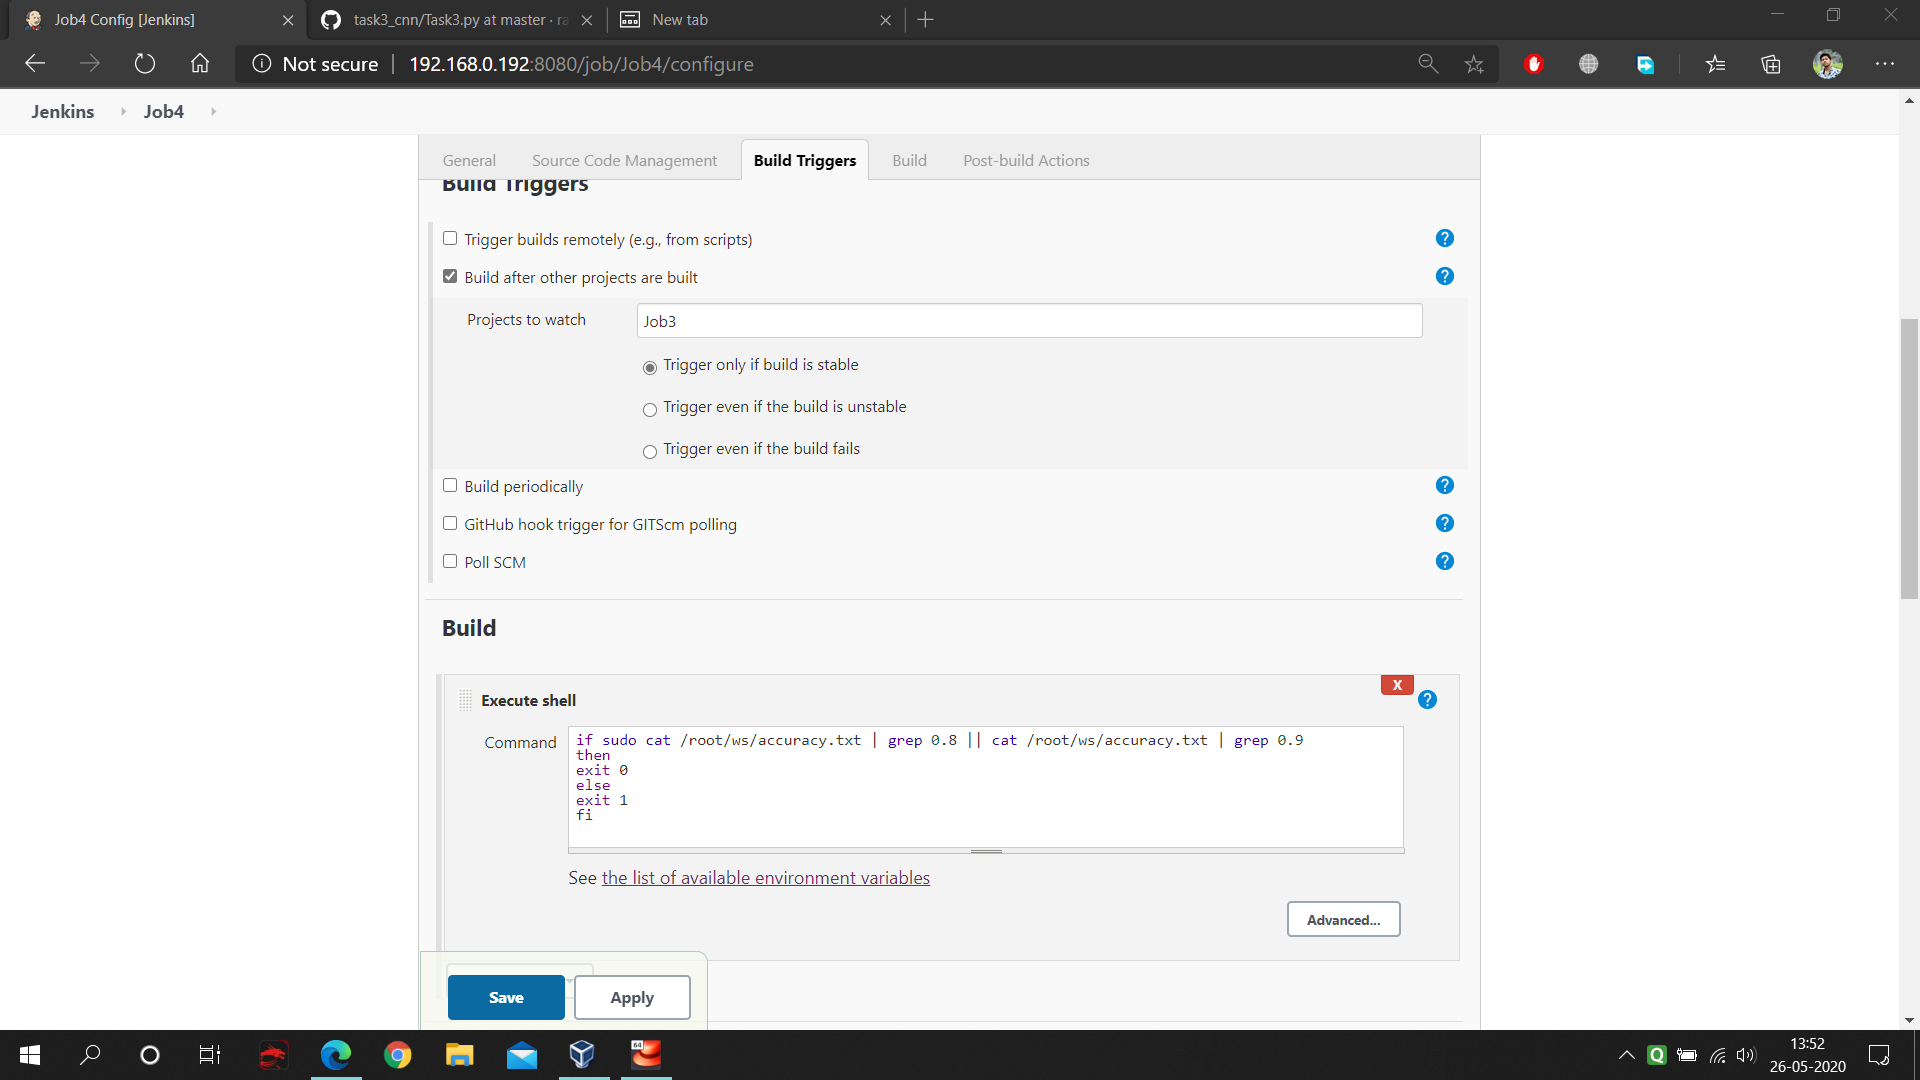 Job4 Config [Jenkins]
task3_cnn/Task3.py at master · ra
New tab
Not secure
192.168.0.192:8080/job/Job4/configure
Jenkins
Job4
General
Source Code Management
Build Triggers
Build
Post-build Actions
Build Triggers
Trigger builds remotely (e.g., from scripts)
?
Build after other projects are built
?
Projects to watch
Job3
Trigger only if build is stable
Trigger even if the build is unstable
Trigger even if the build fails
Build periodically
?
GitHub hook trigger for GITScm polling
?
Poll SCM
?
Build
X
Execute shell
?
Command
if sudo cat /root/ws/accuracy.txt | grep 0.8 || cat /root/ws/accuracy.txt | grep 0.9
then
exit 0
else
exit 1
fi
See the list of available environment variables
Advanced...
Save
Apply
64
Q
13:52
26-05-2020